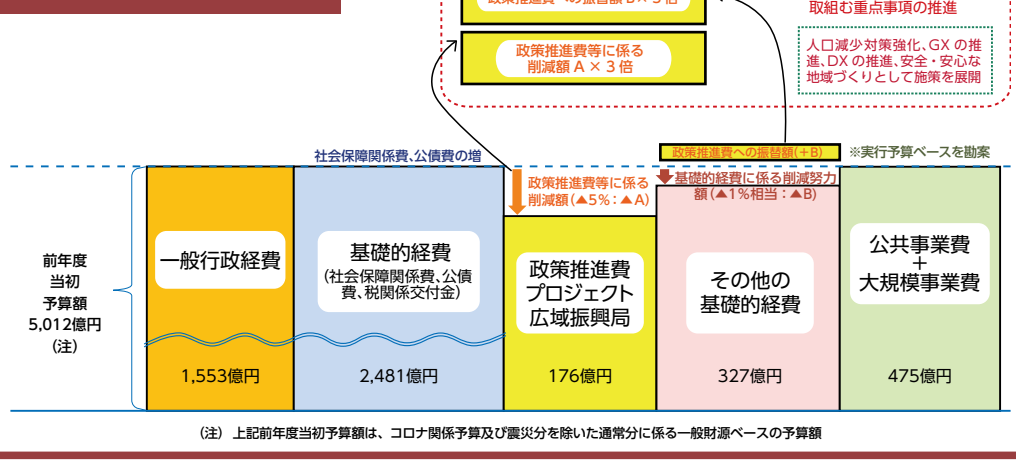 政策推進費への振替額 B × 3 倍
取組む重点事項の推進
政策推進費等に係る
削減額 A × 3 倍
人口減少対策強化、GX の推
進、DX の推進、安全・安心な
地域づくりとして施策を展開
社会保障関係費、公債費の増
政策推進費への振替額(+B)
※実行予算ベースを勘案
政策推進費等に係る
削減額(▲5%:▲A)
基礎的経費に係る削減努力
額(▲1%相当:▲B)
前年度
当初
予算額
5,012億円
(注)
一般行政経費
1,553億円
基礎的経費
(社会保障関係費、公債
費、税関係交付金)
2,481億円
政策推進費
プロジェクト
広域振興局
176億円
その他の
基礎的経費
327億円
公共事業費
+
大規模事業費
475億円
(注) 上記前年度当初予算額は、コロナ関係予算及び震災分を除いた通常分に係る一般財源ベースの予算額